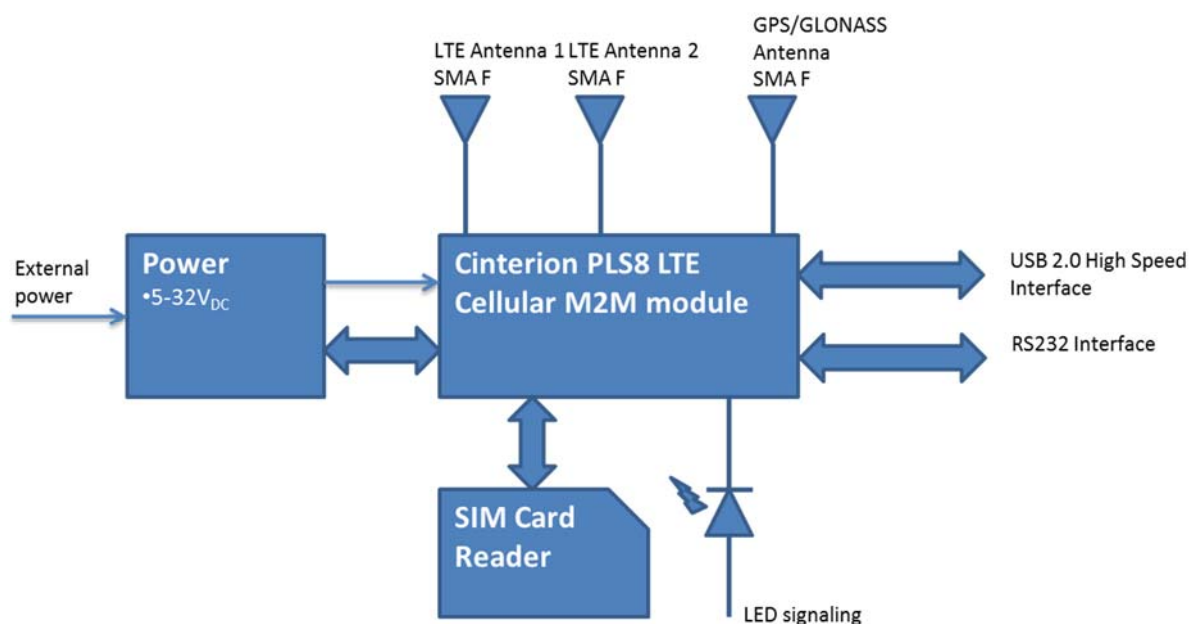 GPS/GLONASS
Antenna
SMA F
LTE Antenna 1
SMA F
LTE Antenna 2
SMA F
External
power
Power
•5-32VDC
Cinterion PLS8 LTE
Cellular M2M module
USB 2.0 High Speed
Interface
RS232 Interface
SIM Card
Reader
LED signaling